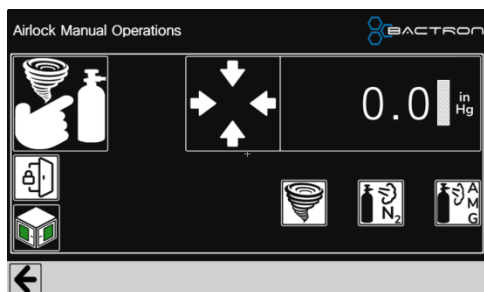 Airlock Manual Operations
BACTRON
0.0
in
Hg
N2
A
M
G